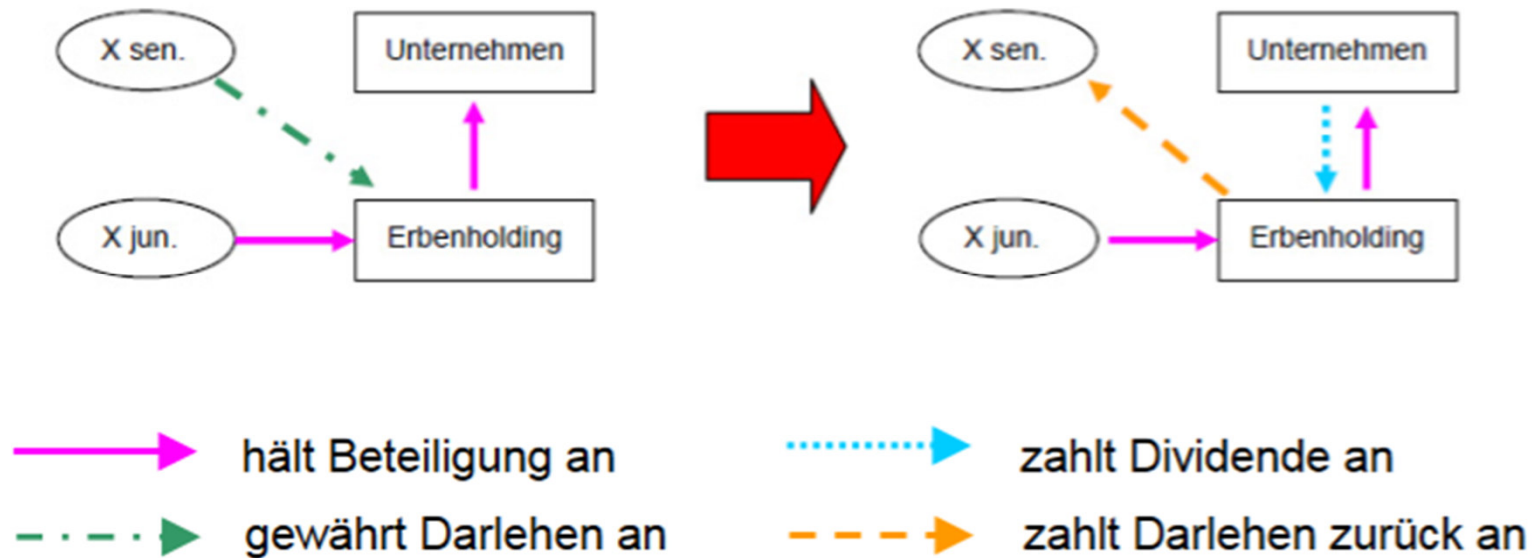 X sen.
Unternehmen
X sen.
Unternehmen
X jun.
Erbenholding
X jun.
Erbenholding
hält Beteiligung an
zahlt Dividende an
gewährt Darlehen an
zahlt Darlehen zurück an